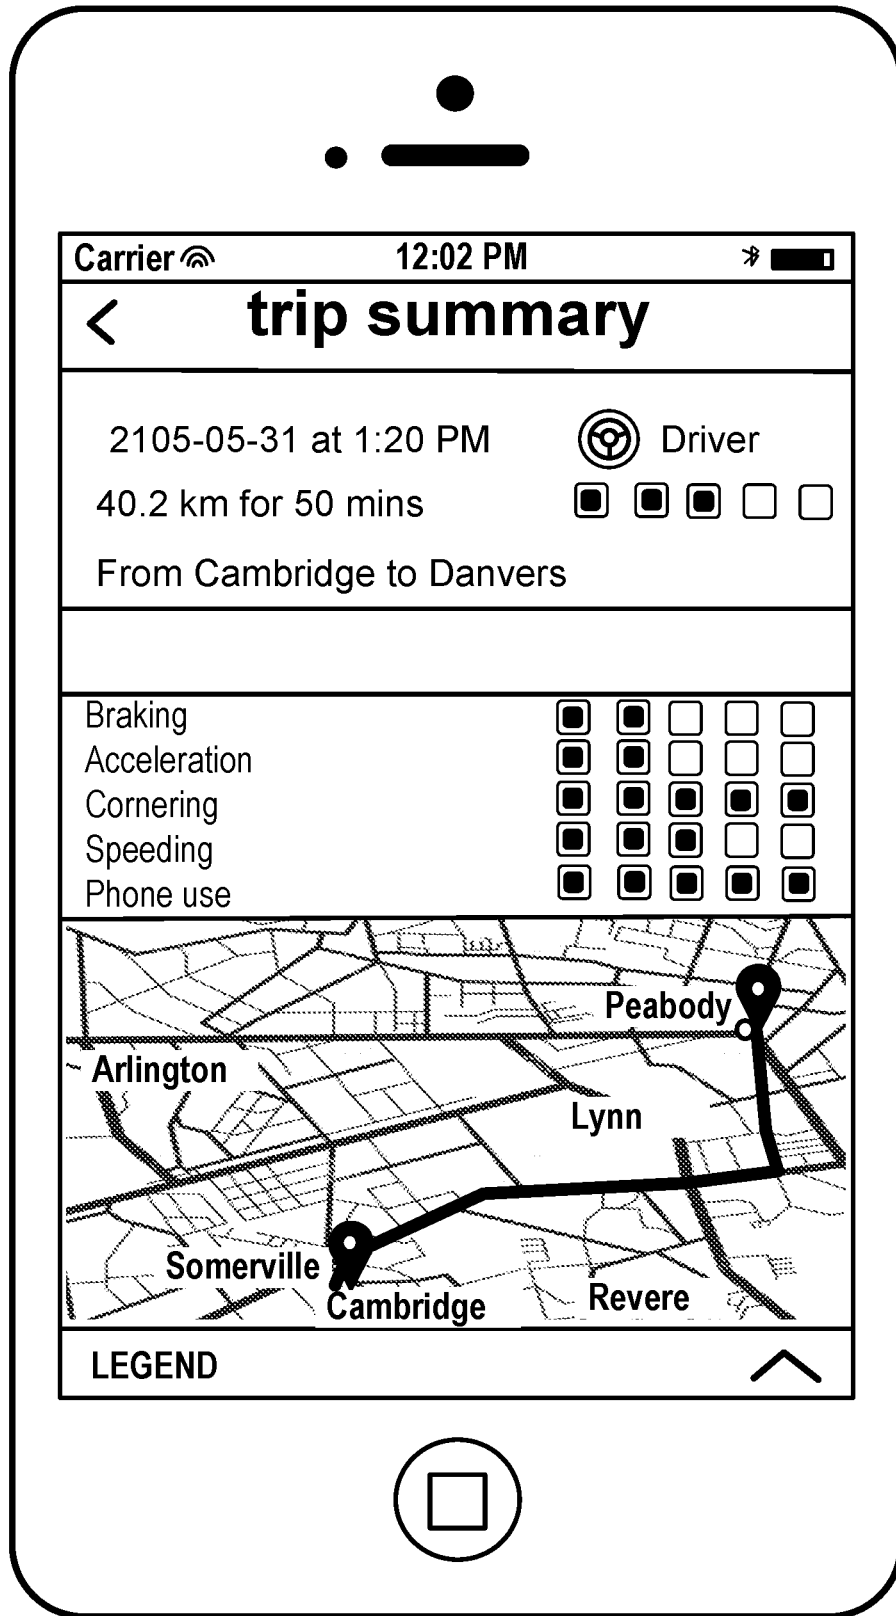 Carrier 12:02 PM
trip summary
2105-05-31 at 1:20 PM Driver
40.2 km for 50 mins
From Cambridge to Danvers
Braking
Acceleration
Cornering
Speeding
Phone use
Peabody
Arlington
Lynn
Somerville
Cambridge
Revere
LEGEND